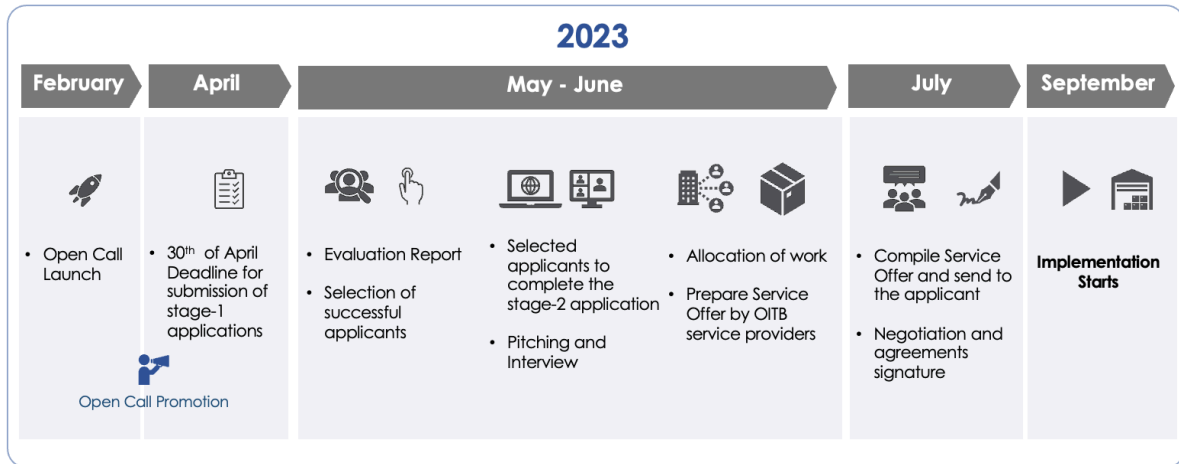 2023
February
April
May - June
July
September
• Open Call
Launch
• 30th of April
Deadline for
submission of
stage-1
applications
Open Call Promotion
• Evaluation Report
• Selection of
successful
applicants
• Selected
applicants to
complete the
stage-2 application
• Pitching and
Interview
• Allocation of work
• Prepare Service
Offer by OITB
service providers
• Compile Service
Offer and send to
the applicant
• Negotiation and
agreements
signature
Implementation
Starts